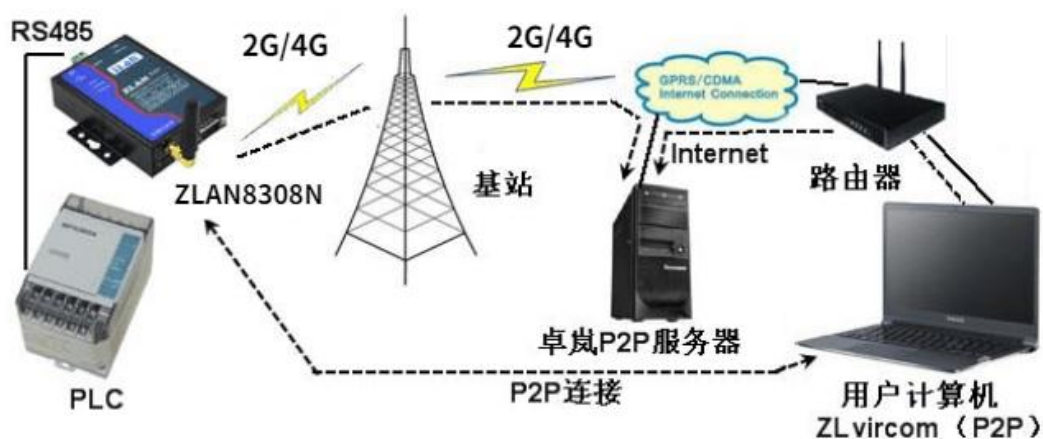 RS485
2G/4G
2G/4G
ZLAN
GPRS/CDMA
Internet Connection
Internet
ZLAN8308N
基站
路由器
卓岚P2P服务器
P2P连接
PLC
用户计算机
ZLvircom（P2P）